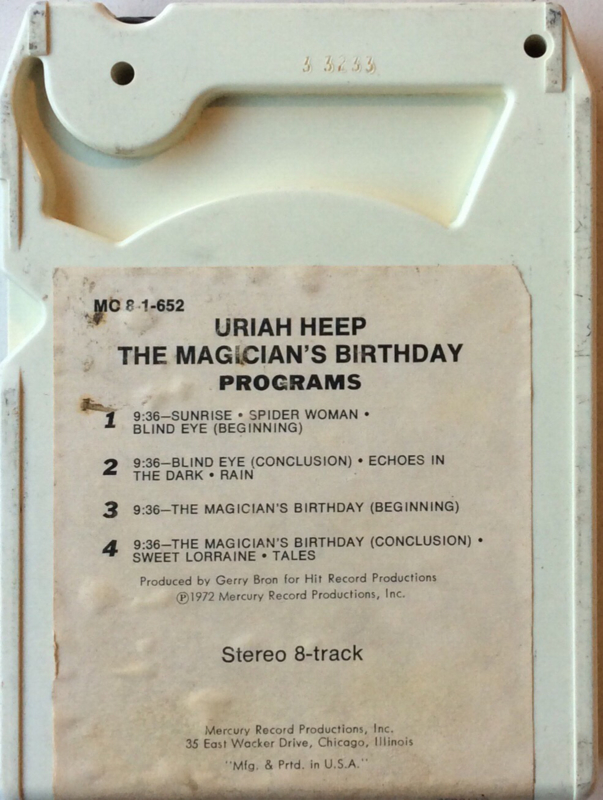 3 3233
MC 8-1-652
URIAH HEEP
THE MAGICIAN'S BIRTHDAY
PROGRAMS
1 9:36—SUNRISE • SPIDER WOMAN •
BLIND EYE (BEGINNING)
2 9:36—BLIND EYE (CONCLUSION) • ECHOES IN
THE DARK • RAIN
3 9:36—THE MAGICIAN'S BIRTHDAY (BEGINNING)
4 9:36—THE MAGICIAN'S BIRTHDAY (CONCLUSION) •
SWEET LORRAINE • TALES
Produced by Gerry Bron for Hit Record Productions
Ⓟ1972 Mercury Record Productions, Inc.
Stereo 8-track
Mercury Record Productions, Inc.
35 East Wacker Drive, Chicago, Illinois
"Mfg. & Prtd. in U.S.A."